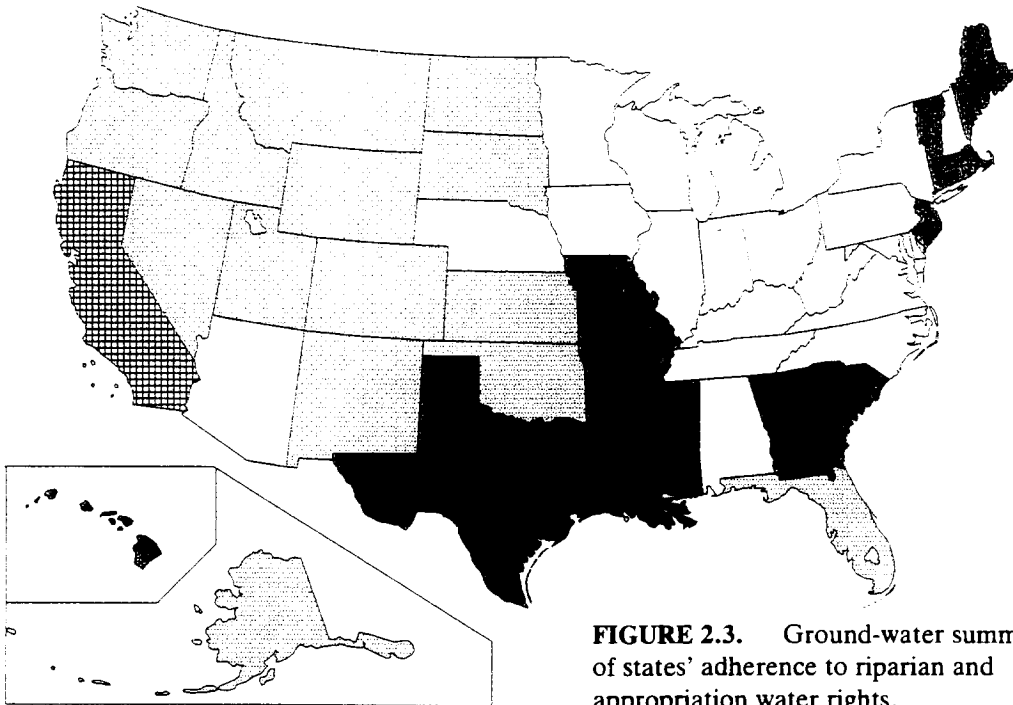 FIGURE 2.3. Ground-water summ
of states' adherence to riparian and
appropriation water rights.